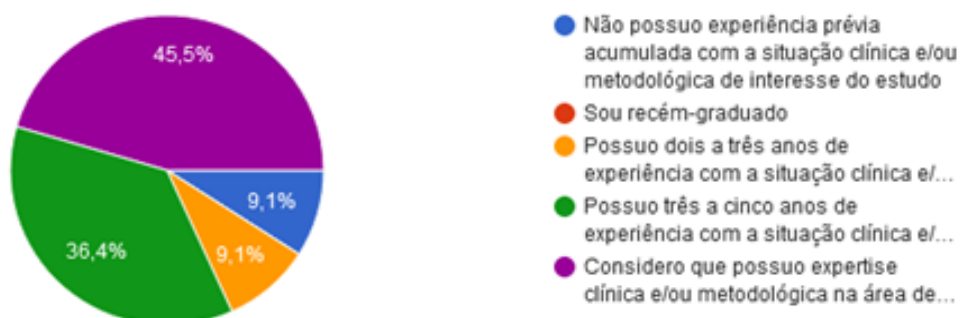 45,5%
9,1%
9,1%
36,4%
Não possuo experiência prévia
acumulada com a situação clínica e/ou
metodológica de interesse do estudo
Sou recém-graduado
Possuo dois a três anos de
experiência com a situação clínica e/...
Possuo três a cinco anos de
experiência com a situação clínica e/...
Considero que possuo expertise
clínica e/ou metodológica na área de...